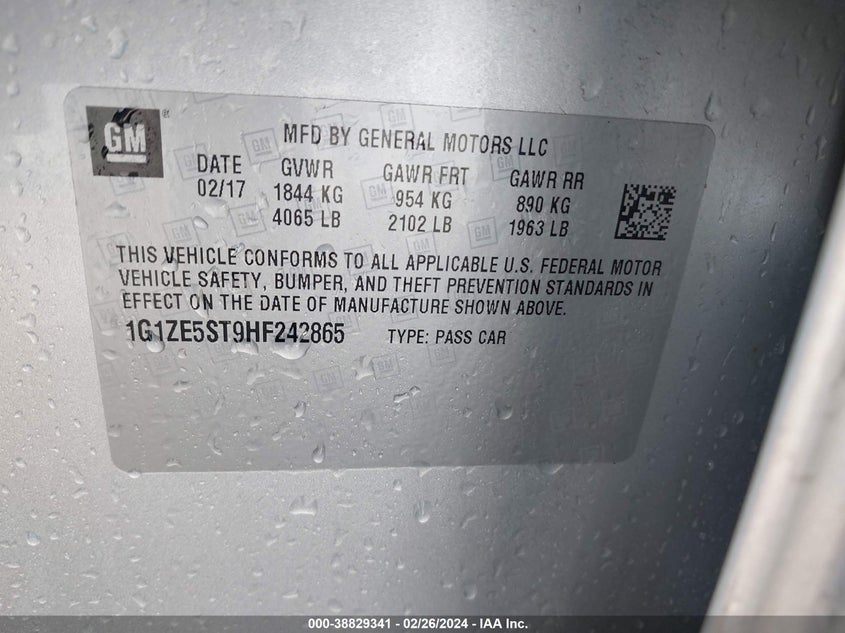 GM ®
MFD BY GENERAL MOTORS LLC
DATE GVWR GAWR FRT GAWR RR
02/17 1844 KG 954 KG 890 KG
4065 LB 2102 LB 1963 LB
THIS VEHICLE CONFORMS TO ALL APPLICABLE U.S. FEDERAL MOTOR
VEHICLE SAFETY, BUMPER, AND THEFT PREVENTION STANDARDS IN
EFFECT ON THE DATE OF MANUFACTURE SHOWN ABOVE.
1G1ZE5ST9HF242865 TYPE: PASS CAR
000-38829341 - 02/26/2024 - IAA Inc.